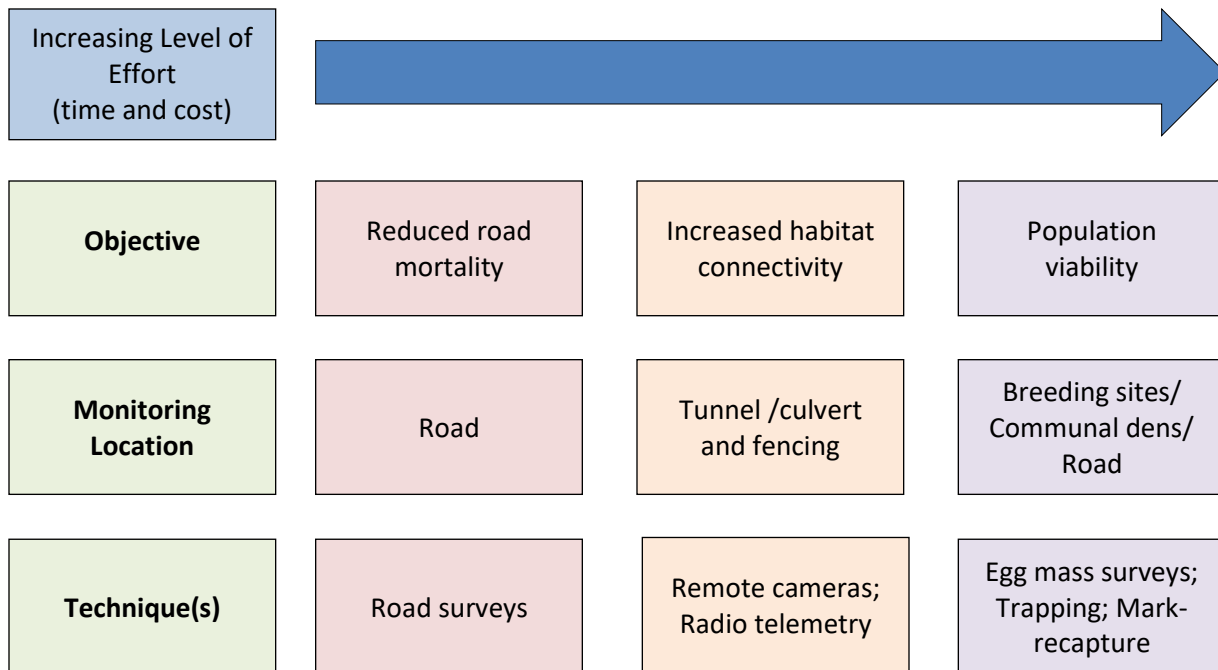 Increasing Level of
Effort
(time and cost)
Objective
Reduced road
mortality
Increased habitat
connectivity
Population
viability
Monitoring
Location
Road
Tunnel /culvert
and fencing
Breeding sites/
Communal dens/
Road
Technique(s)
Road surveys
Remote cameras;
Radio telemetry
Egg mass surveys;
Trapping; Mark-
recapture